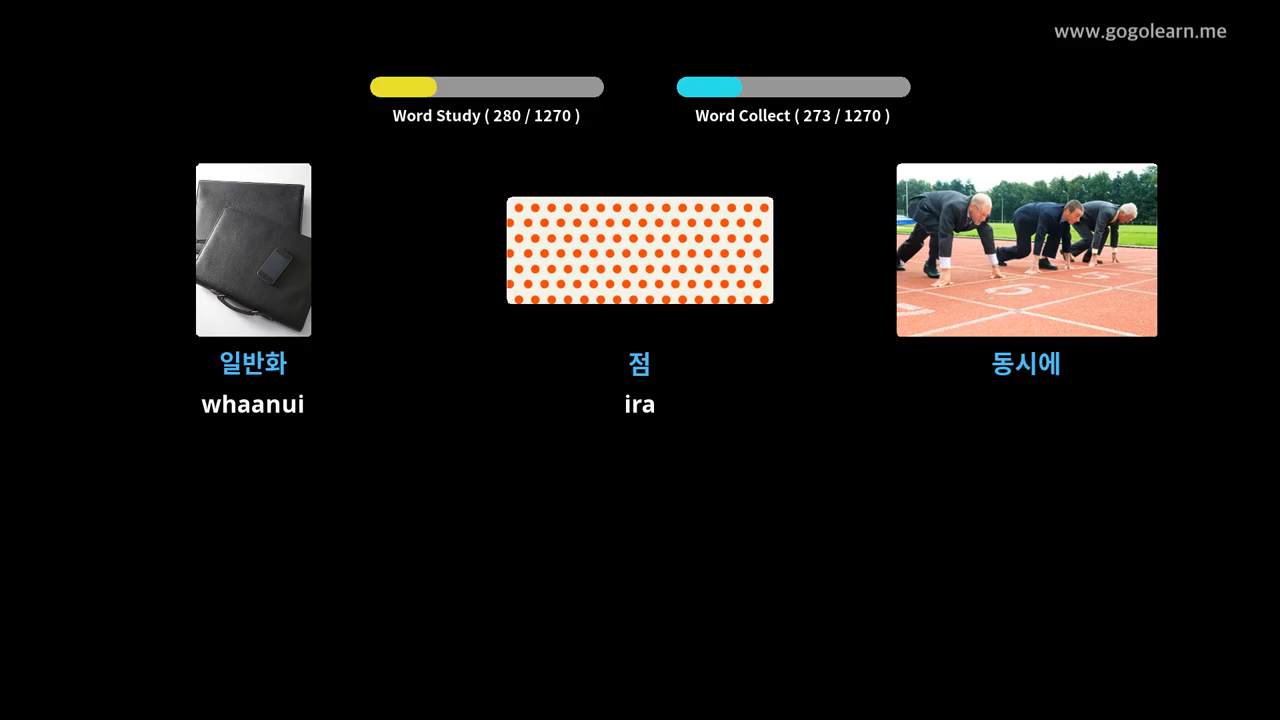 www.gogolearn.me
Word Study ( 280 / 1270 )
Word Collect ( 273 / 1270 )
일반화
점
동시에
whaanui
ira